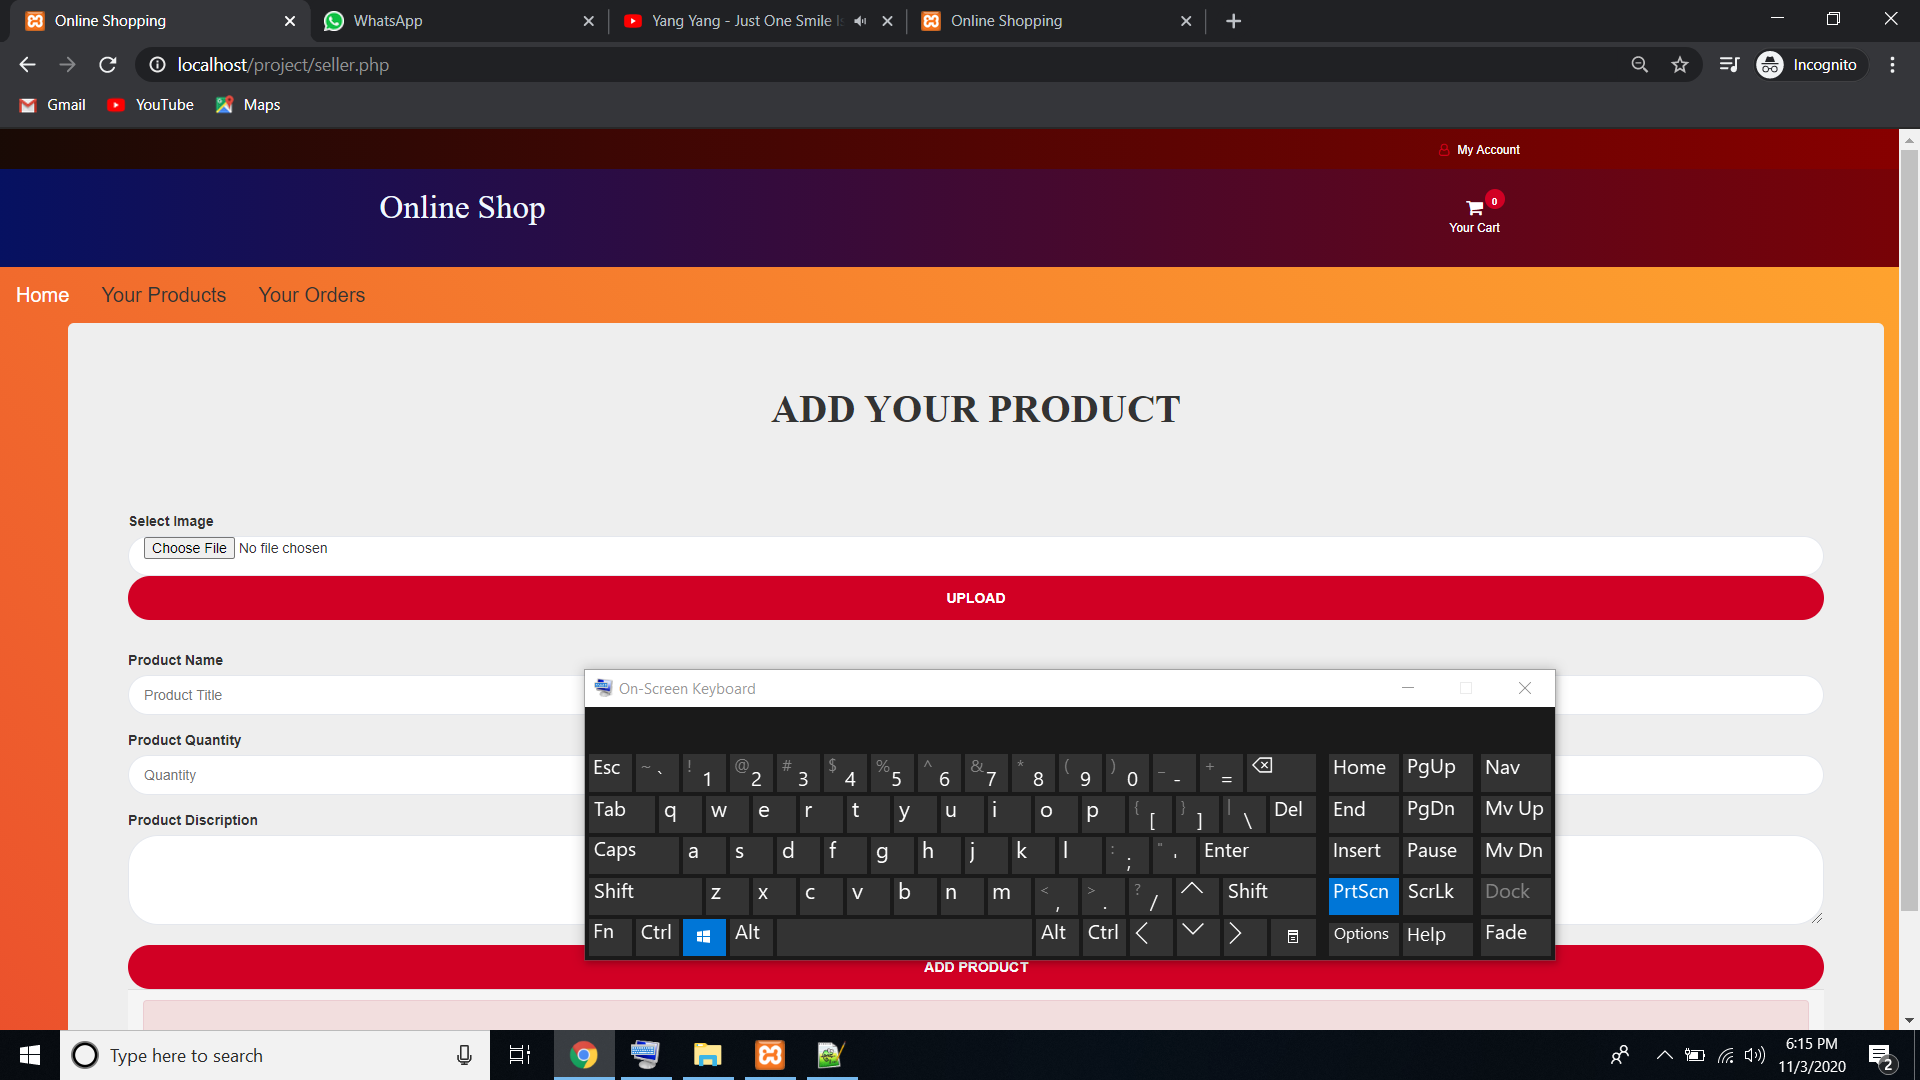 Online Shopping
WhatsApp
Yang Yang - Just One Smile Is
Online Shopping
localhost/project/seller.php
Incognito
Gmail
YouTube
Maps
My Account
Online Shop
0
Your Cart
Home
Your Products
Your Orders
ADD YOUR PRODUCT
Select Image
Choose File No file chosen
UPLOAD
Product Name
Product Title
Product Quantity
Quantity
Product Discription
ADD PRODUCT
On-Screen Keyboard
Esc ~ ` ! 1 @ 2 # 3 $ 4 % 5 ^ 6 & 7 * 8 ( 9 ) 0 _ - + = Home PgUp Nav
Tab q w e r t y u i o p { [ } ] | \ Del End PgDn Mv Up
Caps a s d f g h j k l : ; " ' Enter Insert Pause Mv Dn
Shift z x c v b n m < , > . ? / Shift PrtScn ScrLk Dock
Fn Ctrl Alt Alt Ctrl Options Help Fade
Type here to search
6:15 PM
11/3/2020
2